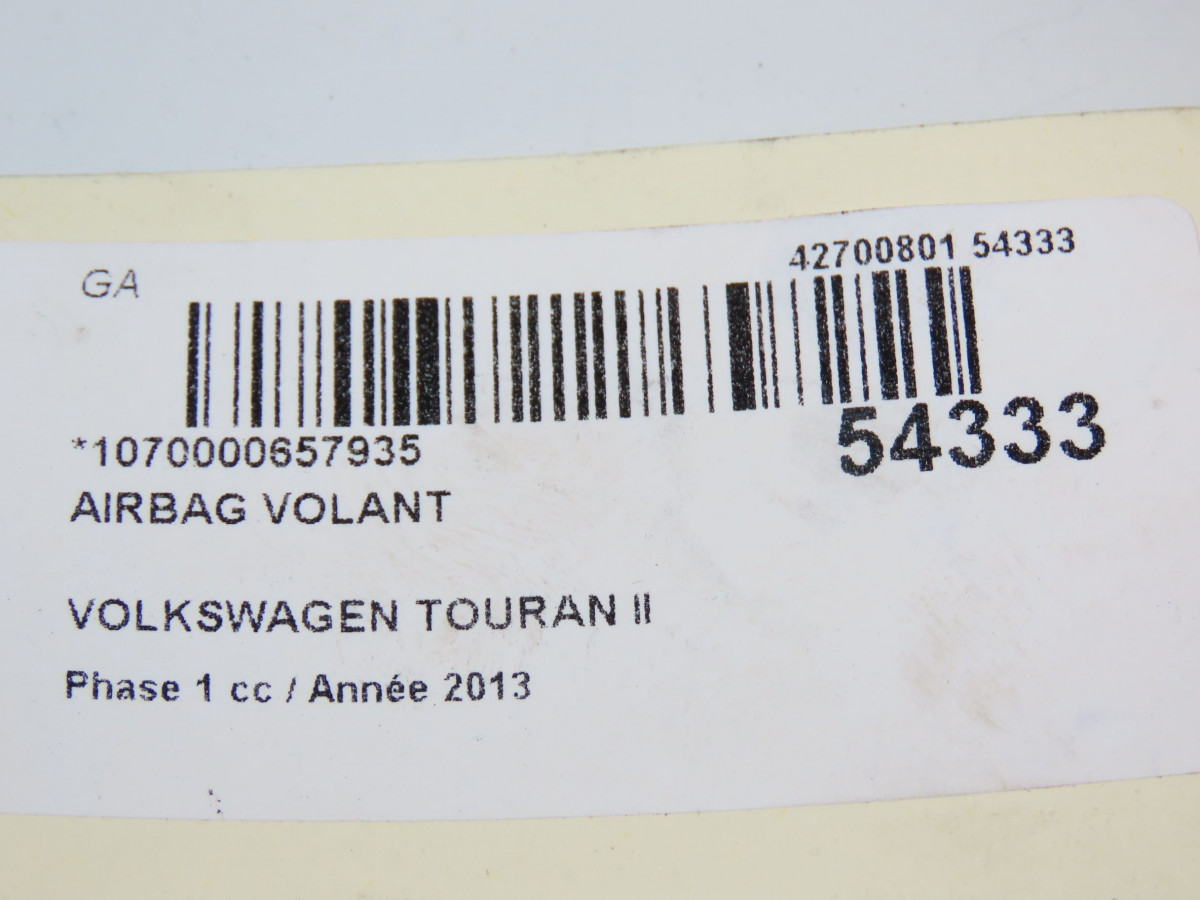 GA
42700801 54333
*1070000657935
54333
AIRBAG VOLANT
VOLKSWAGEN TOURAN II
Phase 1 cc / Année 2013